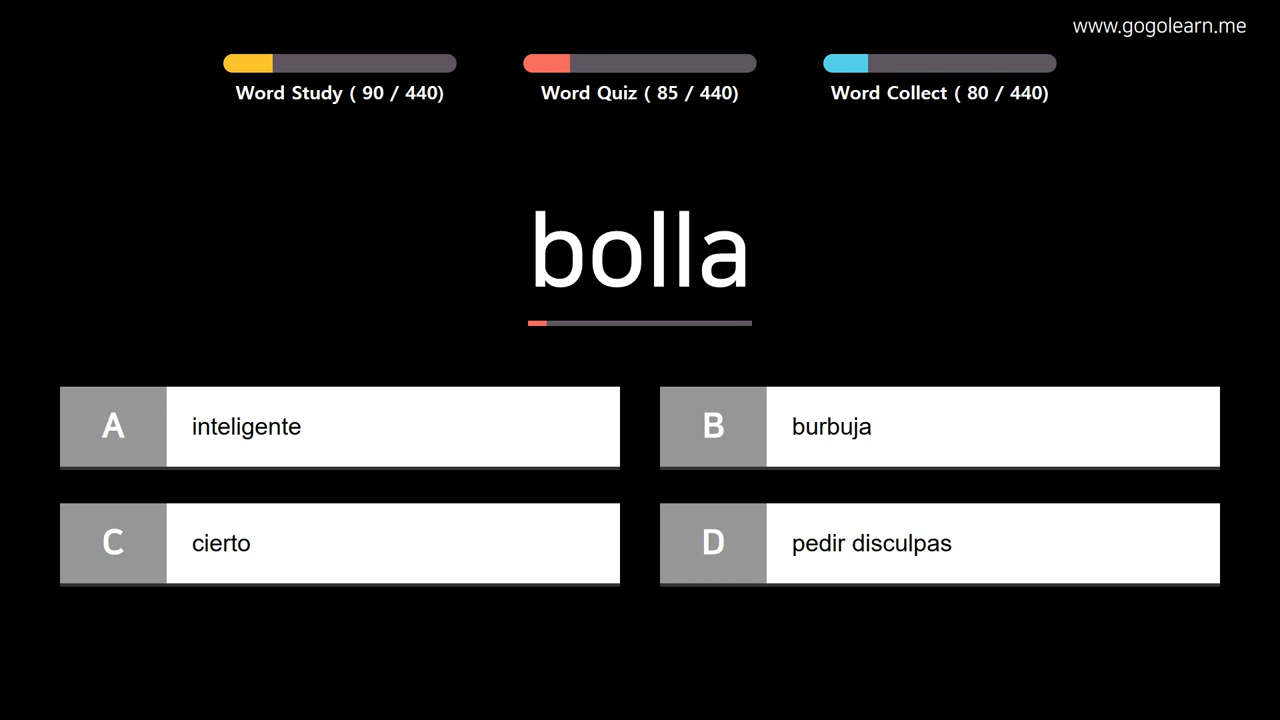 www.gogolearn.me
Word Study ( 90 / 440)
Word Quiz ( 85 / 440)
Word Collect ( 80 / 440)
bolla
A inteligente
B burbuja
C cierto
D pedir disculpas